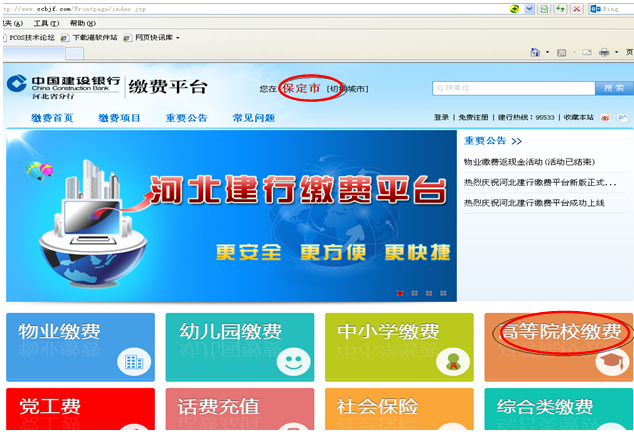 tp://www.ccbjf.com/Frontpage/index.jsp
Bing
夹(A) 工具(T) 帮助(H)
PCOS技术论坛 下载灌软件站 网页快讯库
中国建设银行
China Construction Bank
河北省分行
缴费平台
您在 保定市 [切换城市]
搜单位
搜 索
缴费首页 缴费项目 重要公告 常见问题
登录 | 免费注册 | 建行热线:95533 | 收藏本站
河北建行缴费平台
更安全 更方便 更快捷
重要公告 >>
物业缴费返现金活动(活动已结束)
热烈庆祝河北建行缴费平台新版正式...
热烈庆祝河北建行缴费平台成功上线
物业缴费
幼儿园缴费
中小学缴费
高等院校缴费
党工费
话费充值
社会保险
综合类缴费